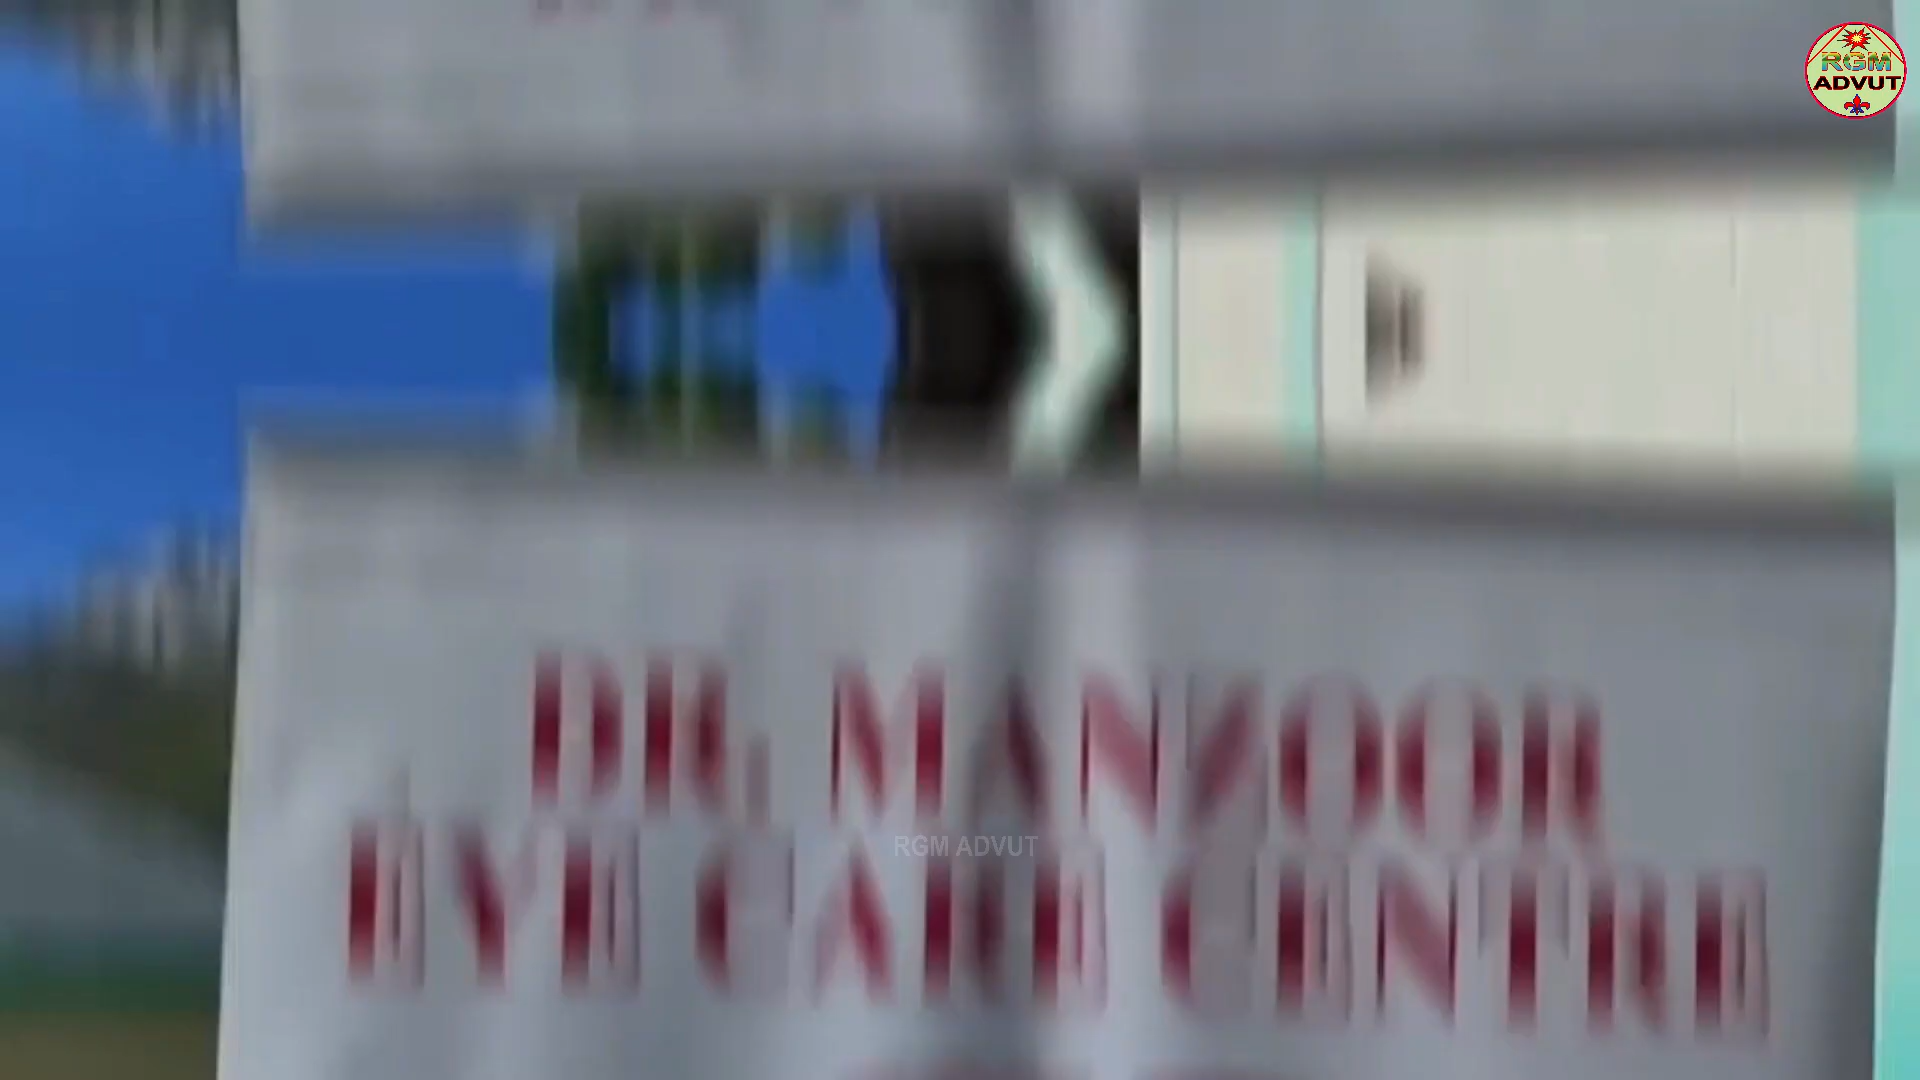 RGM
ADVUT
DR. MANZOOR
RGM ADVUT
EYE CARE CENTRE